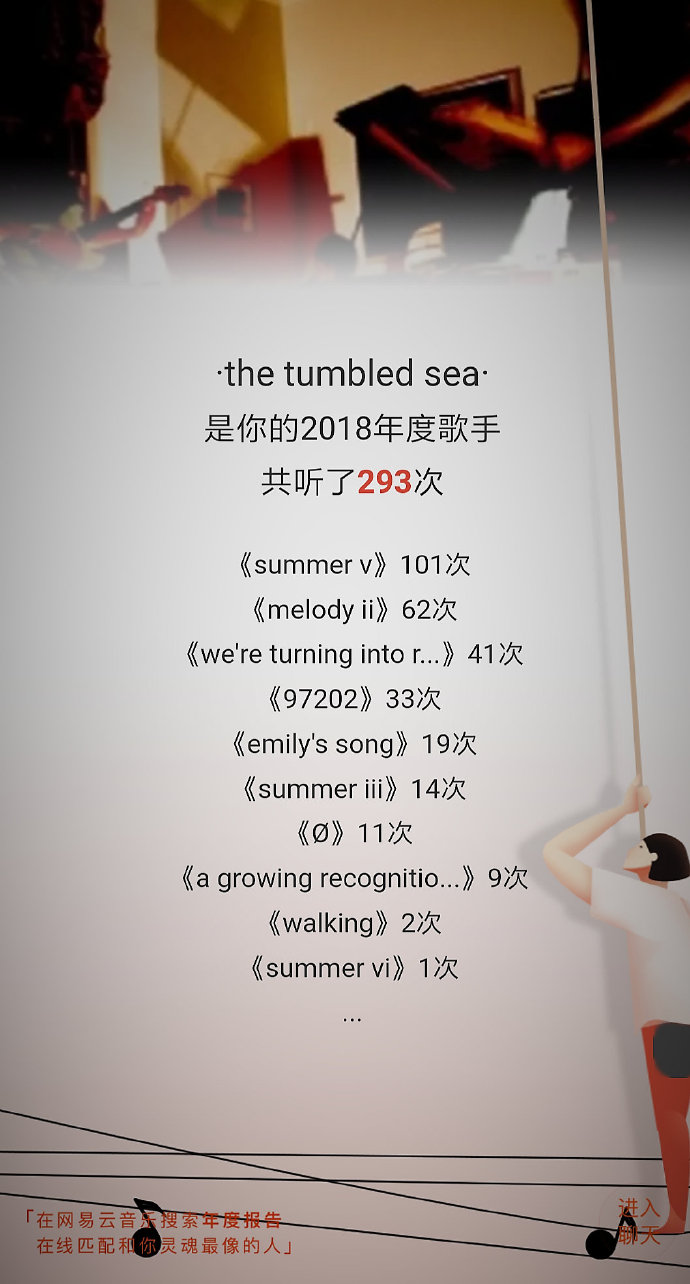 ·the tumbled sea·
是你的2018年度歌手
共听了293次
《summer v》101次
《melody ii》62次
《we're turning into r...》41次
《97202》33次
《emily's song》19次
《summer iii》14次
《Ø》11次
《a growing recognitio...》9次
《walking》2次
《summer vi》1次
...
「在网易云音乐搜索年度报告
在线匹配和你灵魂最像的人」
进入
聊天